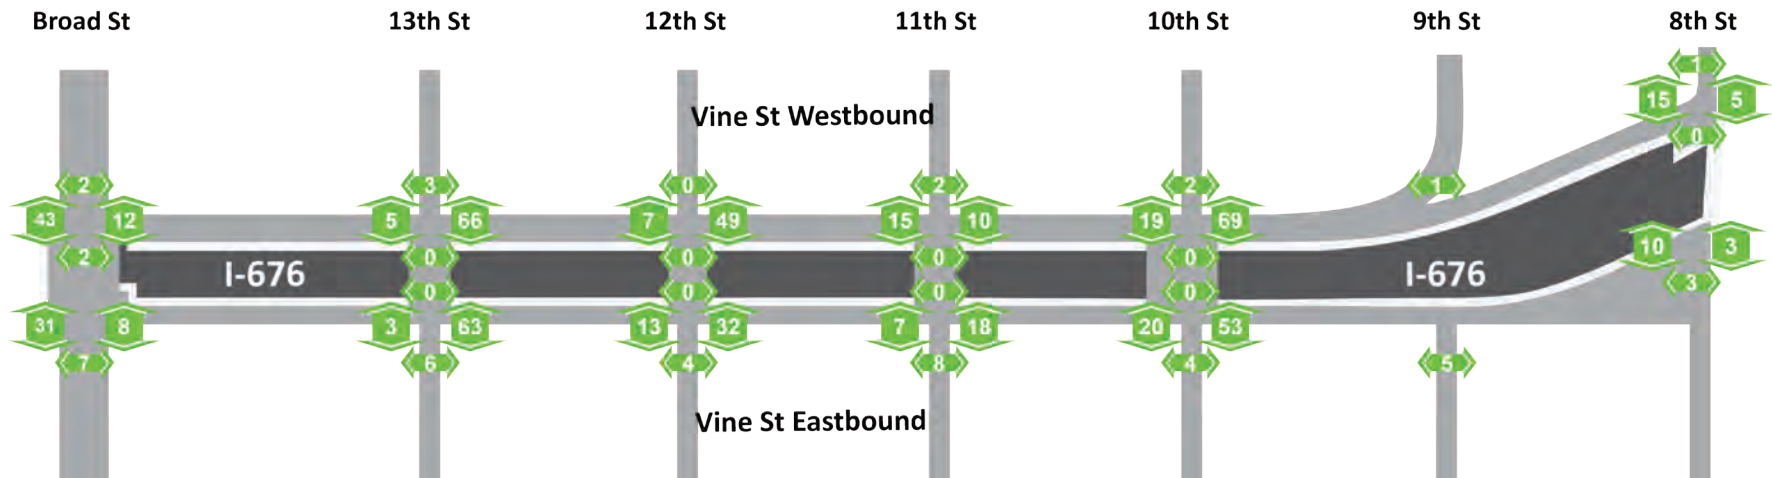 Broad St 13th St 12th St 11th St 10th St 9th St 8th St
1
15 5
Vine St Westbound
0
2 3 0 2 2 1
43 12 5 66 7 49 15 10 19 69
10 3
2 0 0 0 0
I-676 I-676
0 0 0 0 3
31 8 3 63 13 32 7 18 20 53
7 6 4 8 4 5
Vine St Eastbound